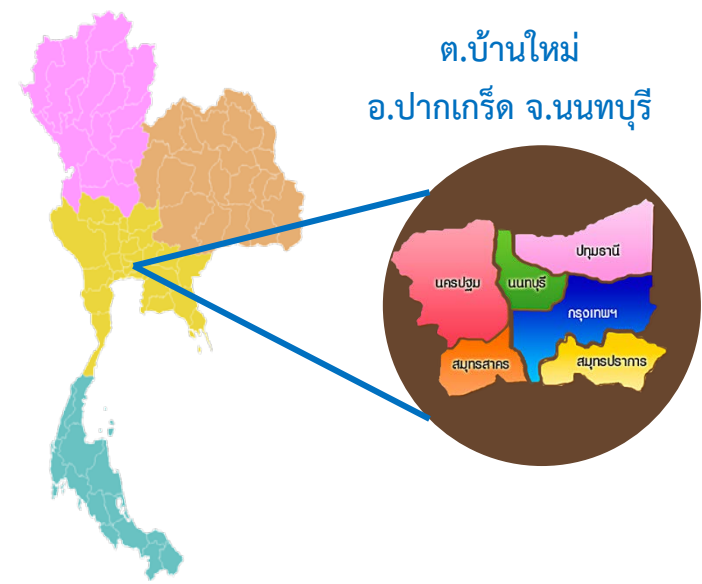 ต.บ้านใหม่
อ.ปากเกร็ด จ.นนทบุรี
ปทุมธานี
นครปฐม
นนทบุรี
กรุงเทพฯ
สมุทรสาคร
สมุทรปราการ